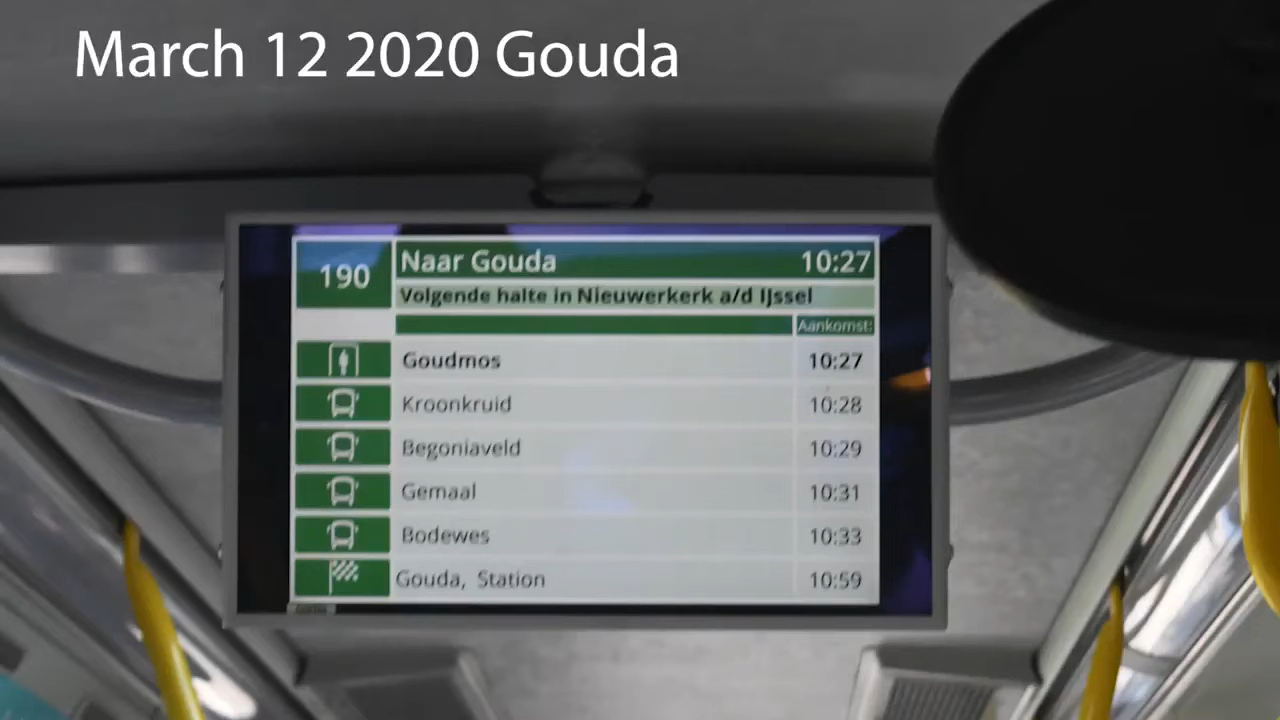 March 12 2020 Gouda
190
Naar Gouda 10:27
Volgende halte in Nieuwerkerk a/d IJssel
Aankomst:
Goudmos 10:27
Kroonkruid 10:28
Begoniaveld 10:29
Gemaal 10:31
Bodewes 10:33
Gouda, Station 10:59